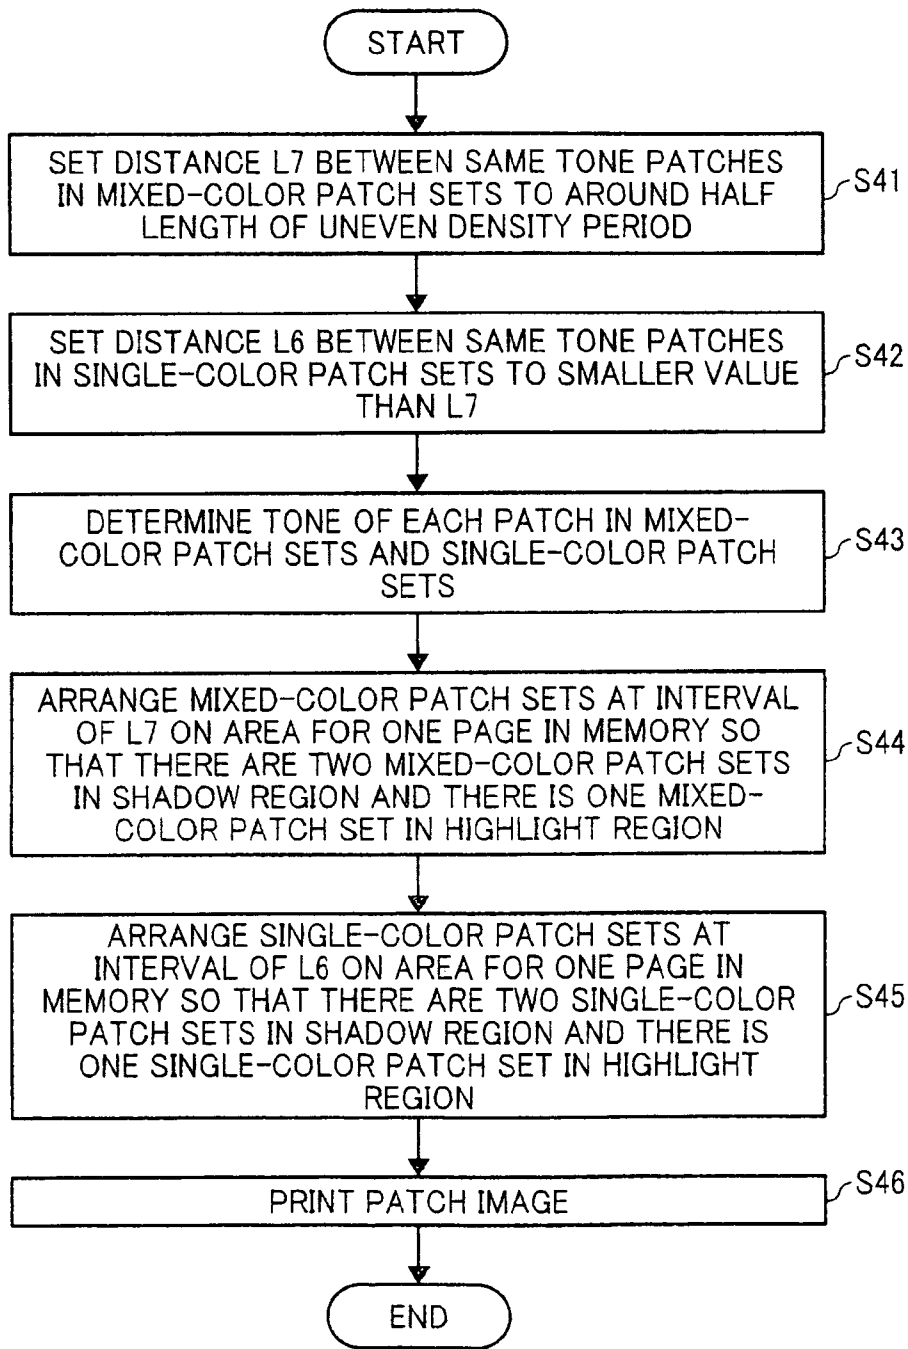 START
SET DISTANCE L7 BETWEEN SAME TONE PATCHES
IN MIXED-COLOR PATCH SETS TO AROUND HALF
LENGTH OF UNEVEN DENSITY PERIOD
S41
SET DISTANCE L6 BETWEEN SAME TONE PATCHES
IN SINGLE-COLOR PATCH SETS TO SMALLER VALUE
THAN L7
S42
DETERMINE TONE OF EACH PATCH IN MIXED-
COLOR PATCH SETS AND SINGLE-COLOR PATCH
SETS
S43
ARRANGE MIXED-COLOR PATCH SETS AT INTERVAL
OF L7 ON AREA FOR ONE PAGE IN MEMORY SO
THAT THERE ARE TWO MIXED-COLOR PATCH SETS
IN SHADOW REGION AND THERE IS ONE MIXED-
COLOR PATCH SET IN HIGHLIGHT REGION
S44
ARRANGE SINGLE-COLOR PATCH SETS AT
INTERVAL OF L6 ON AREA FOR ONE PAGE IN
MEMORY SO THAT THERE ARE TWO SINGLE-COLOR
PATCH SETS IN SHADOW REGION AND THERE IS
ONE SINGLE-COLOR PATCH SET IN HIGHLIGHT
REGION
S45
PRINT PATCH IMAGE
S46
END